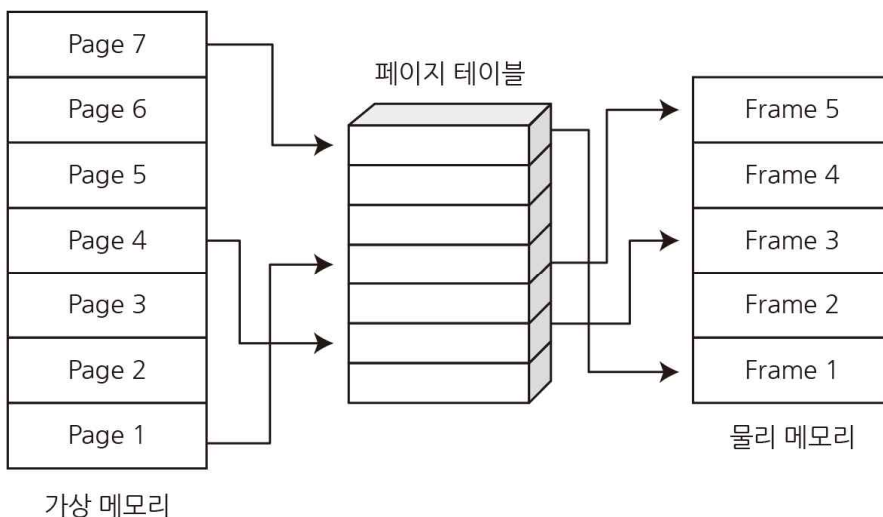 Page 7
Page 6
Page 5
Page 4
Page 3
Page 2
Page 1
가상 메모리
페이지 테이블
Frame 5
Frame 4
Frame 3
Frame 2
Frame 1
물리 메모리